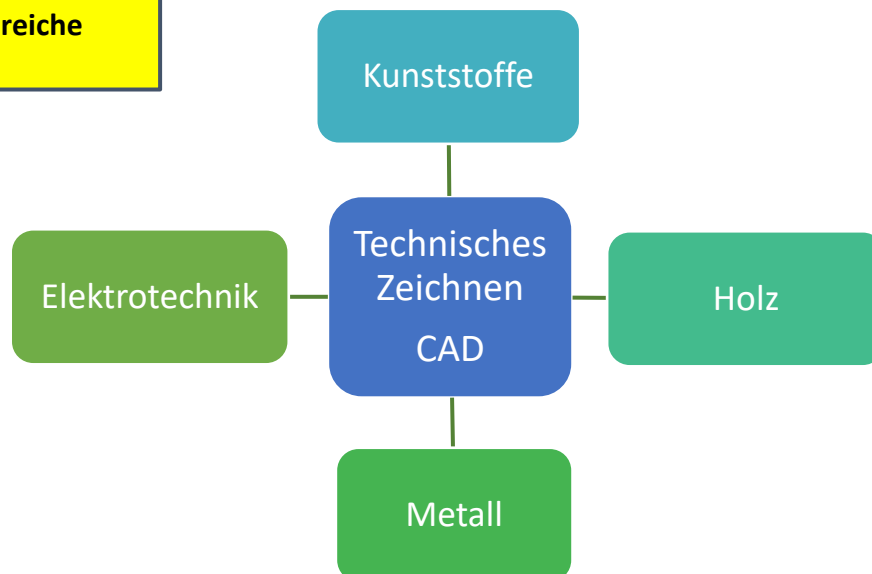 reiche
Kunststoffe
Elektrotechnik
Technisches
Zeichnen
CAD
Holz
Metall